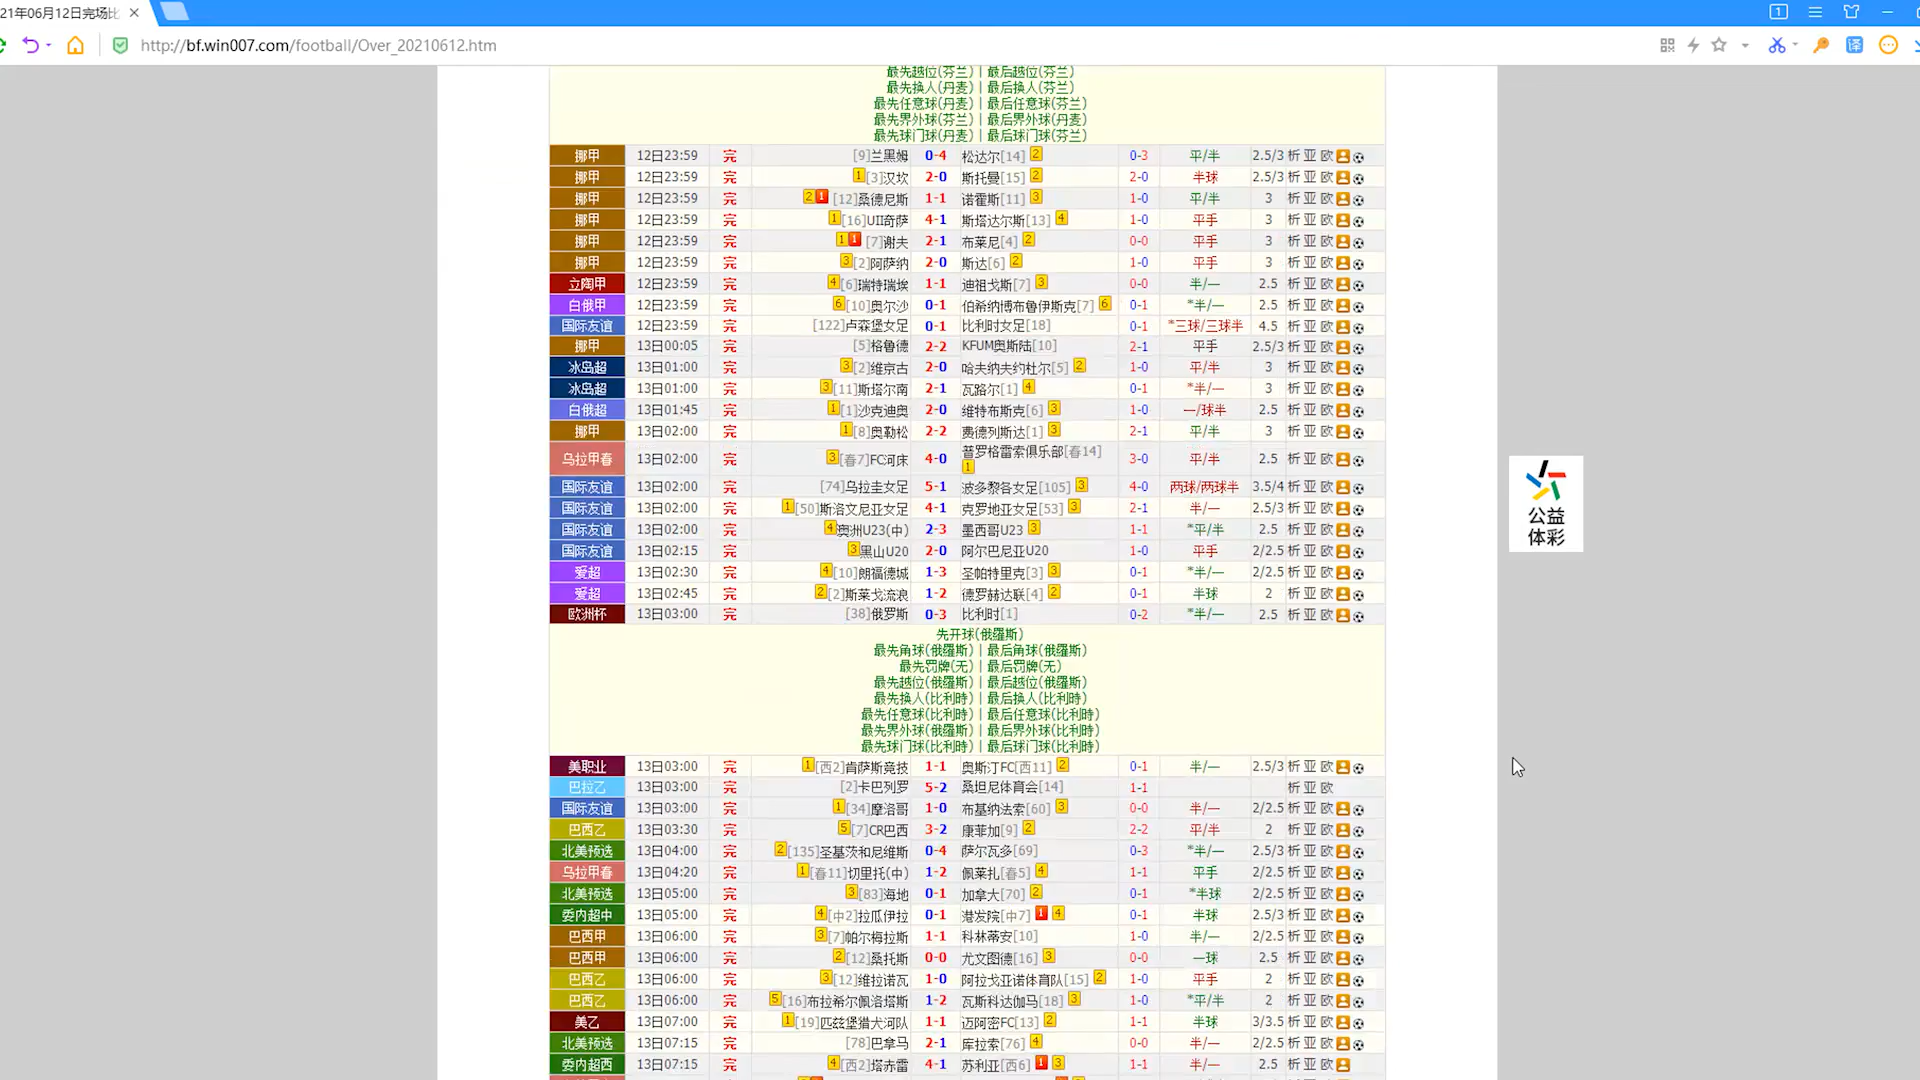 21年06月12日完场比
http://bf.win007.com/football/Over_20210612.htm
最先越位(芬兰) | 最后越位(芬兰)
最先换人(丹麦) | 最后换人(芬兰)
最先任意球(丹麦) | 最后任意球(芬兰)
最先界外球(芬兰) | 最后界外球(丹麦)
最先球门球(丹麦) | 最后球门球(芬兰)
挪甲 12日23:59 完 [9]兰黑姆 0-4 松达尔[14] 2 0-3 平/半 2.5/3 析 亚 欧
挪甲 12日23:59 完 1 [3]汉坎 2-0 斯托曼[15] 2 2-0 半球 2.5/3 析 亚 欧
挪甲 12日23:59 完 2 1 [12]桑德尼斯 1-1 诺霍斯[11] 3 1-0 平/半 3 析 亚 欧
挪甲 12日23:59 完 1 [16]UII奇萨 4-1 斯塔达尔斯[13] 4 1-0 平手 3 析 亚 欧
挪甲 12日23:59 完 1 1 [7]谢夫 2-1 布莱尼[4] 2 0-0 平手 3 析 亚 欧
挪甲 12日23:59 完 3 [2]阿萨纳 2-0 斯达[6] 2 1-0 平手 3 析 亚 欧
立陶甲 12日23:59 完 4 [6]瑞特瑞埃 1-1 迪祖戈斯[7] 3 0-0 半/一 2.5 析 亚 欧
白俄甲 12日23:59 完 6 [10]奥尔沙 0-1 伯希纳博布鲁伊斯克[7] 6 0-1 *半/一 2.5 析 亚 欧
国际友谊 12日23:59 完 [122]卢森堡女足 0-1 比利时女足[18] 0-1 *三球/三球半 4.5 析 亚 欧
挪甲 13日00:05 完 [5]格鲁德 2-2 KFUM奥斯陆[10] 2-1 平手 2.5/3 析 亚 欧
冰岛超 13日01:00 完 3 [2]维京古 2-0 哈夫纳夫约杜尔[5] 2 1-0 平/半 3 析 亚 欧
冰岛超 13日01:00 完 3 [11]斯塔尔南 2-1 瓦路尔[1] 4 0-1 *半/一 3 析 亚 欧
白俄超 13日01:45 完 1 [1]沙克迪奥 2-0 维特布斯克[6] 3 1-0 一/球半 2.5 析 亚 欧
挪甲 13日02:00 完 1 [8]奥勒松 2-2 费德列斯达[1] 3 2-1 平/半 3 析 亚 欧
乌拉甲春 13日02:00 完 3 [春7]FC河床 4-0 普罗格雷索俱乐部[春14] 1 3-0 平/半 2.5 析 亚 欧
国际友谊 13日02:00 完 [74]乌拉圭女足 5-1 波多黎各女足[105] 3 4-0 两球/两球半 3.5/4 析 亚 欧
国际友谊 13日02:00 完 1 [50]斯洛文尼亚女足 4-1 克罗地亚女足[53] 3 2-1 半/一 2.5/3 析 亚 欧
国际友谊 13日02:00 完 4 澳洲U23(中) 2-3 墨西哥U23 3 1-1 *平/半 2.5 析 亚 欧
国际友谊 13日02:15 完 3 黑山U20 2-0 阿尔巴尼亚U20 1-0 平手 2/2.5 析 亚 欧
爱超 13日02:30 完 4 [10]朗福德城 1-3 圣帕特里克[3] 3 0-1 *半/一 2/2.5 析 亚 欧
爱超 13日02:45 完 2 [2]斯莱戈流浪 1-2 德罗赫达联[4] 2 0-1 半球 2 析 亚 欧
欧洲杯 13日03:00 完 [38]俄罗斯 0-3 比利时[1] 0-2 *半/一 2.5 析 亚 欧
先开球(俄羅斯)
最先角球(俄羅斯) | 最后角球(俄羅斯)
最先罚牌(无) | 最后罚牌(无)
最先越位(俄羅斯) | 最后越位(俄羅斯)
最先换人(比利時) | 最后换人(比利時)
最先任意球(比利時) | 最后任意球(比利時)
最先界外球(俄羅斯) | 最后界外球(比利時)
最先球门球(比利時) | 最后球门球(比利時)
美职业 13日03:00 完 1 [西2]肯萨斯竞技 1-1 奥斯汀FC[西11] 2 0-1 半/一 2.5/3 析 亚 欧
巴拉乙 13日03:00 完 [2]卡巴列罗 5-2 桑坦尼体育会[14] 1-1 析 亚 欧
国际友谊 13日03:00 完 1 [34]摩洛哥 1-0 布基纳法索[60] 3 0-0 半/一 2/2.5 析 亚 欧
巴西乙 13日03:30 完 5 [7]CR巴西 3-2 康菲加[9] 2 2-2 平/半 2 析 亚 欧
北美预选 13日04:00 完 2 [135]圣基茨和尼维斯 0-4 萨尔瓦多[69] 0-3 *半/一 2.5/3 析 亚 欧
乌拉甲春 13日04:20 完 1 [春11]切里托(中) 1-2 佩莱扎[春5] 4 1-1 平手 2/2.5 析 亚 欧
北美预选 13日05:00 完 3 [83]海地 0-1 加拿大[70] 2 0-1 *半球 2/2.5 析 亚 欧
委内超中 13日05:00 完 4 [中2]拉瓜伊拉 0-1 港发院[中7] 1 4 0-1 半球 2.5/3 析 亚 欧
巴西甲 13日06:00 完 3 [7]帕尔梅拉斯 1-1 科林蒂安[10] 1-0 半/一 2/2.5 析 亚 欧
巴西甲 13日06:00 完 2 [12]桑托斯 0-0 尤文图德[16] 3 0-0 一球 2.5 析 亚 欧
巴西乙 13日06:00 完 3 [12]维拉诺瓦 1-0 阿拉戈亚诺体育队[15] 2 1-0 平手 2 析 亚 欧
巴西乙 13日06:00 完 5 [16]布拉希尔佩洛塔斯 1-2 瓦斯科达伽马[18] 3 1-0 *平/半 2 析 亚 欧
美乙 13日07:00 完 1 [19]匹兹堡猎犬河队 1-1 迈阿密FC[13] 2 1-1 半球 3/3.5 析 亚 欧
北美预选 13日07:15 完 [78]巴拿马 2-1 库拉索[76] 4 0-0 半/一 2/2.5 析 亚 欧
委内超西 13日07:15 完 4 [西2]塔赤雷 4-1 苏利亚[西6] 1 3 1-1 半/一 2.5 析 亚 欧
公益
体彩